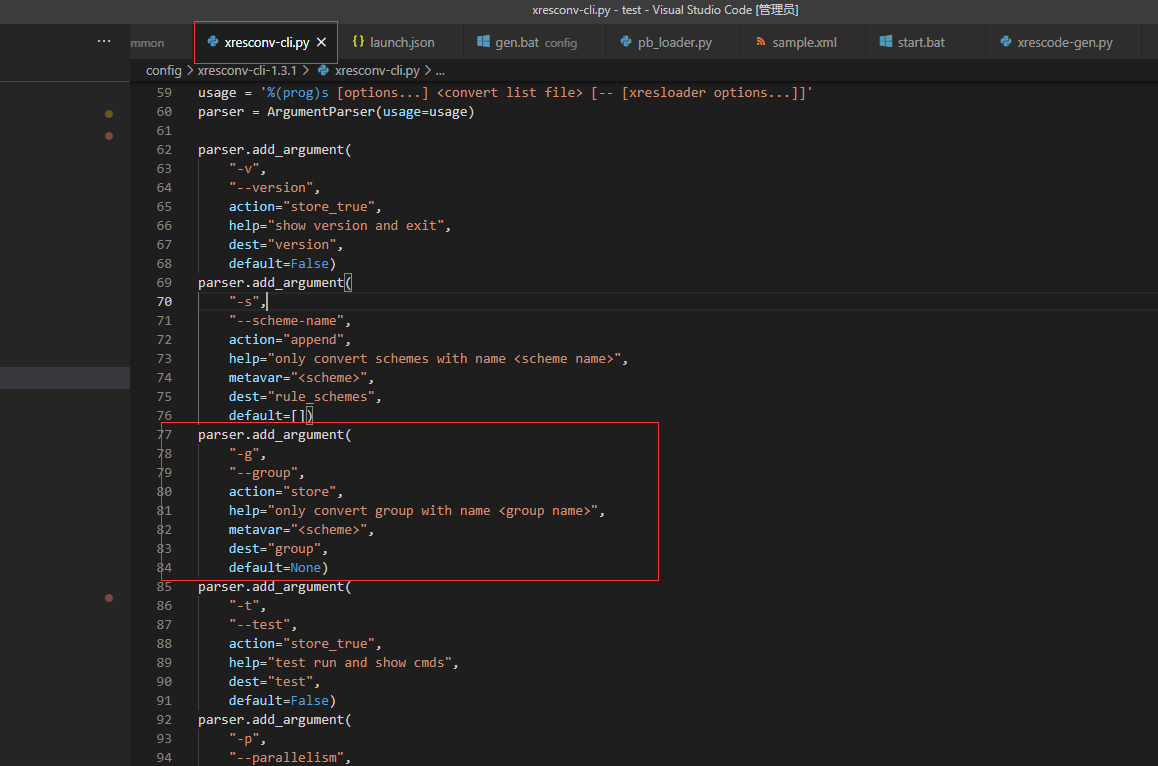 xresconv-cli.py - test - Visual Studio Code [管理员]
··· mmon xresconv-cli.py × {} launch.json gen.bat config pb_loader.py sample.xml start.bat xrescode-gen.py
config > xresconv-cli-1.3.1 > xresconv-cli.py > ...
59 usage = '%(prog)s [options...] <convert list file> [-- [xresloader options...]]'
60 parser = ArgumentParser(usage=usage)
61
62 parser.add_argument(
63 "-v",
64 "--version",
65 action="store_true",
66 help="show version and exit",
67 dest="version",
68 default=False)
69 parser.add_argument(
70 "-s",
71 "--scheme-name",
72 action="append",
73 help="only convert schemes with name <scheme name>",
74 metavar="<scheme>",
75 dest="rule_schemes",
76 default=[])
77 parser.add_argument(
78 "-g",
79 "--group",
80 action="store",
81 help="only convert group with name <group name>",
82 metavar="<scheme>",
83 dest="group",
84 default=None)
85 parser.add_argument(
86 "-t",
87 "--test",
88 action="store_true",
89 help="test run and show cmds",
90 dest="test",
91 default=False)
92 parser.add_argument(
93 "-p",
94 "--parallelism",